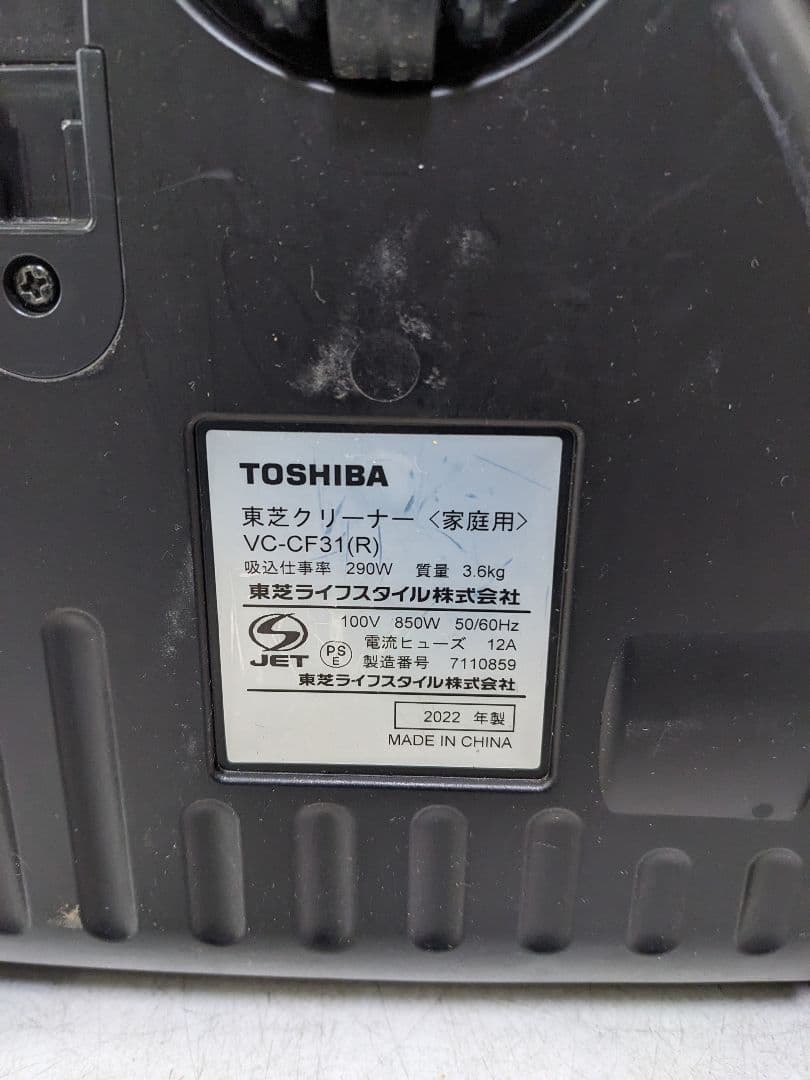 TOSHIBA
東芝クリーナー〈家庭用〉
VC-CF31(R)
吸込仕事率 290W 質量 3.6kg
東芝ライフスタイル株式会社
100V 850W 50/60Hz
電流ヒューズ 12A
JET PSE 製造番号 7110859
東芝ライフスタイル株式会社
2022 年製
MADE IN CHINA